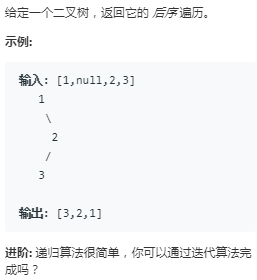 给定一个二叉树，返回它的 后序 遍历。
示例:
输入: [1,null,2,3]
1
\
2
/
3
输出: [3,2,1]
进阶: 递归算法很简单，你可以通过迭代算法完
成吗？